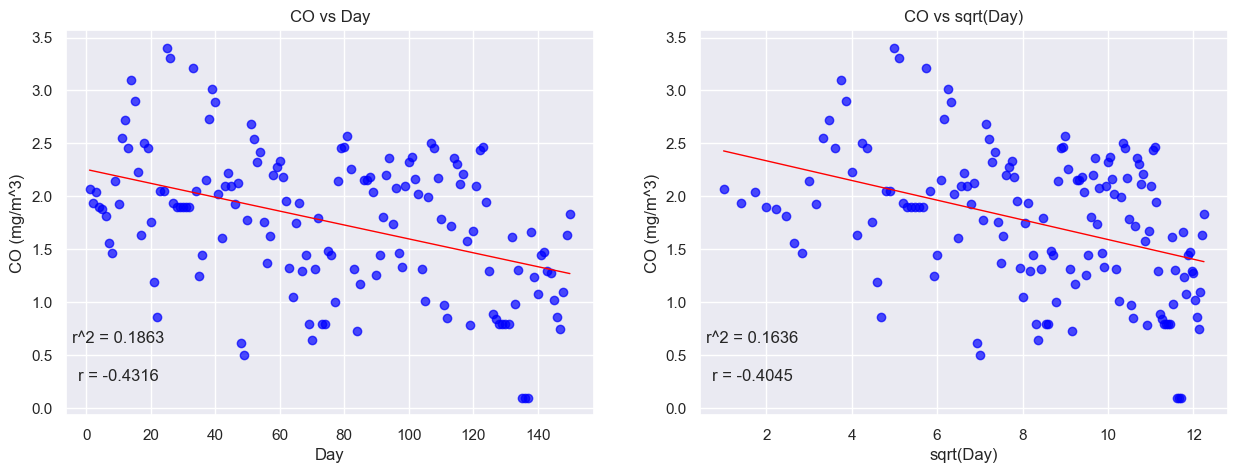 CO vs Day
CO (mg/m^3)
3.5
3.0
2.5
2.0
1.5
1.0
0.5
0.0
r^2 = 0.1863
r = -0.4316
0 20 40 60 80 100 120 140
Day
CO vs sqrt(Day)
CO (mg/m^3)
3.5
3.0
2.5
2.0
1.5
1.0
0.5
0.0
r^2 = 0.1636
r = -0.4045
2 4 6 8 10 12
sqrt(Day)